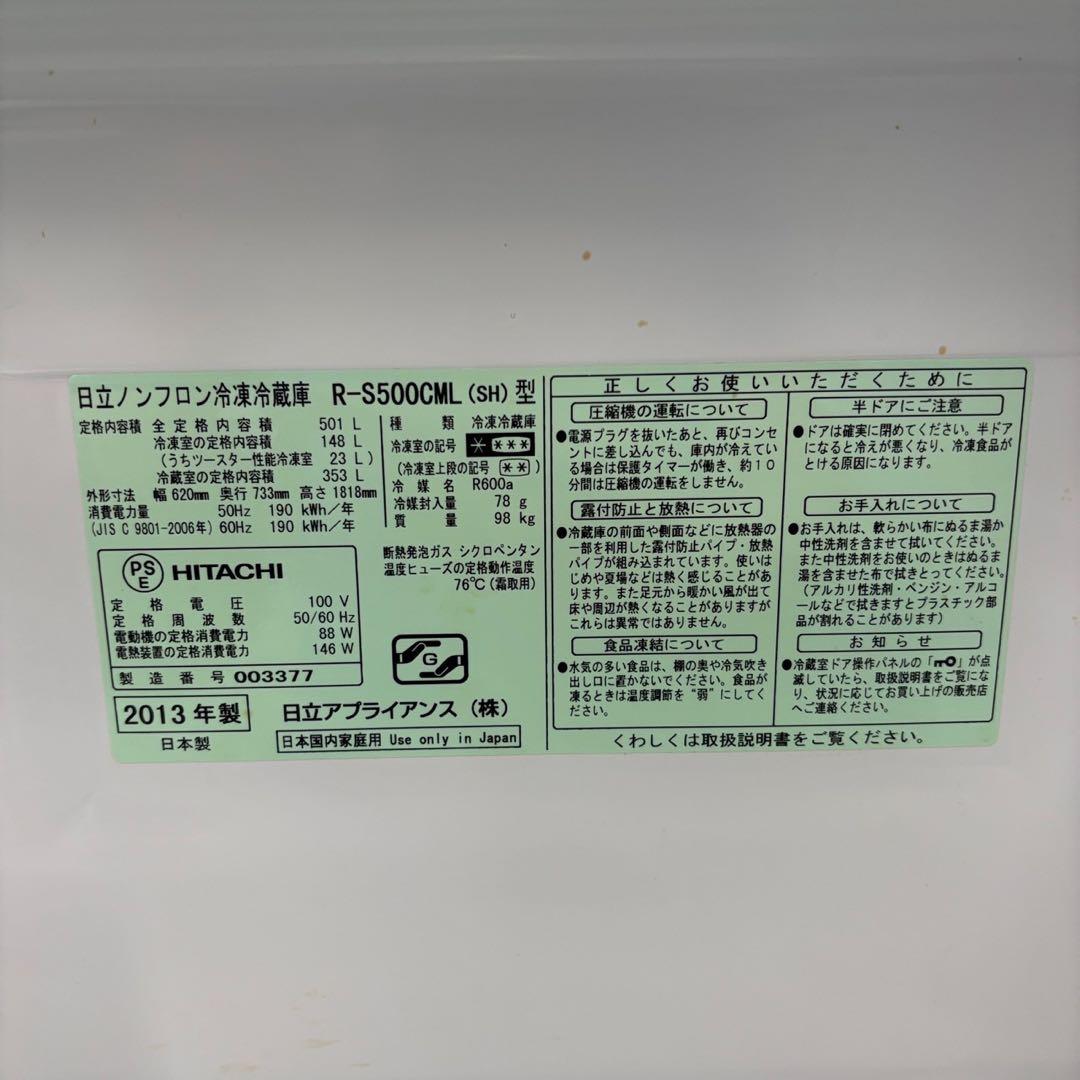 日立ノンフロン冷凍冷蔵庫 R-S500CML(SH)型
定格内容積 全定格内容積 501 L
冷凍室の定格内容積 148 L
(うちツースター性能冷凍室 23 L)
冷蔵室の定格内容積 353 L
外形寸法 幅 620mm 奥行 733mm 高さ 1818mm
消費電力量 50Hz 190 kWh/年
(JIS C 9801-2006年) 60Hz 190 kWh/年
種類 冷凍冷蔵庫
冷凍室の記号 * ***
(冷凍室上段の記号 **)
冷媒名 R600a
冷媒封入量 78 g
質量 98 kg
断熱発泡ガス シクロペンタン
温度ヒューズの定格動作温度
76℃(霜取用)
PS
E
HITACHI
定格電圧 100 V
定格周波数 50/60 Hz
電動機の定格消費電力 88 W
電熱装置の定格消費電力 146 W
製造番号 003377
G
2013 年製
日本製
日立アプライアンス(株)
日本国内家庭用 Use only in Japan
正しくお使いいただくために
圧縮機の運転について
●電源プラグを抜いたあと、再びコンセ
ントに差し込んでも、庫内が冷えてい
る場合は保護タイマーが働き、約10
分間は圧縮機の運転をしません。
露付防止と放熱について
●冷蔵庫の前面や側面などに放熱器の
一部を利用した露付防止パイプ・放熱
パイプが組み込まれています。使いは
じめや夏場などは熱く感じることがあ
ります。また足元から暖かい風が出て
床や周辺が熱くなることがありますが
これらは異常ではありません。
食品凍結について
●水気の多い食品は、棚の奥や冷気吹き
出し口に置かないでください。食品が
凍るときは温度調節を“弱”にしてく
ださい。
半ドアにご注意
●ドアは確実に閉めてください。半ドア
になると冷えが悪くなり、冷凍食品が
とける原因になります。
お手入れについて
●お手入れは、軟らかい布にぬるま湯か
中性洗剤を含ませて拭いてください。
また中性洗剤をお使いのときはぬるま
湯を含ませた布で拭きとってください。
(アルカリ性洗剤・ベンジン・アルコ
ールなどで拭きますとプラスチック部
品が割れることがあります)
お知らせ
●冷蔵室ドア操作パネルの「」が点
滅していたら、取扱説明書をご覧にな
り、状況に応じてお買い上げの販売店
へご連絡ください。
くわしくは取扱説明書をご覧ください。